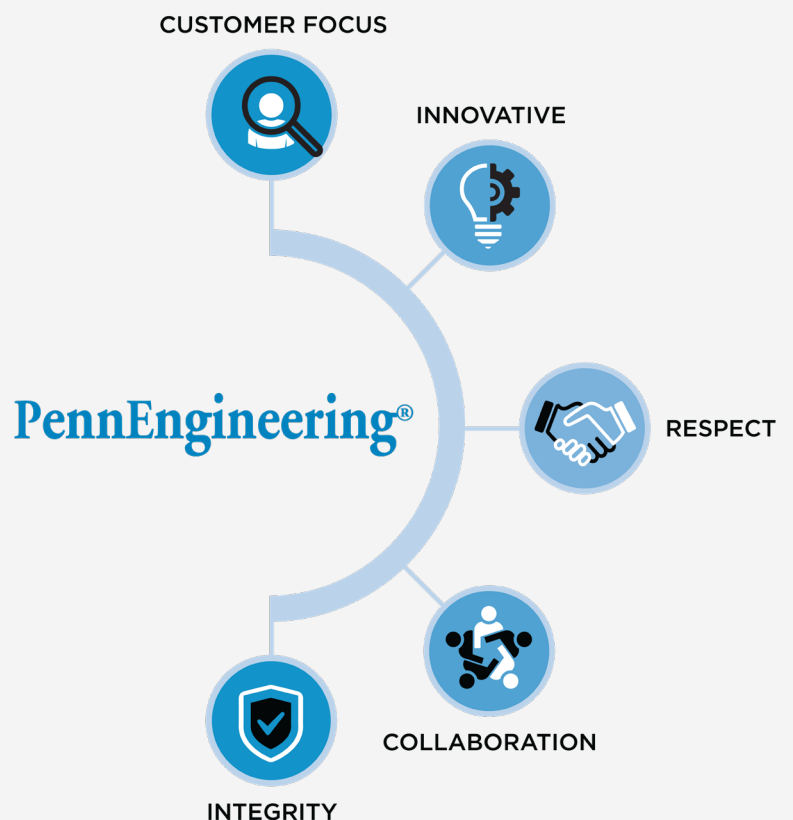 CUSTOMER FOCUS
INNOVATIVE
PennEngineering®
RESPECT
COLLABORATION
INTEGRITY